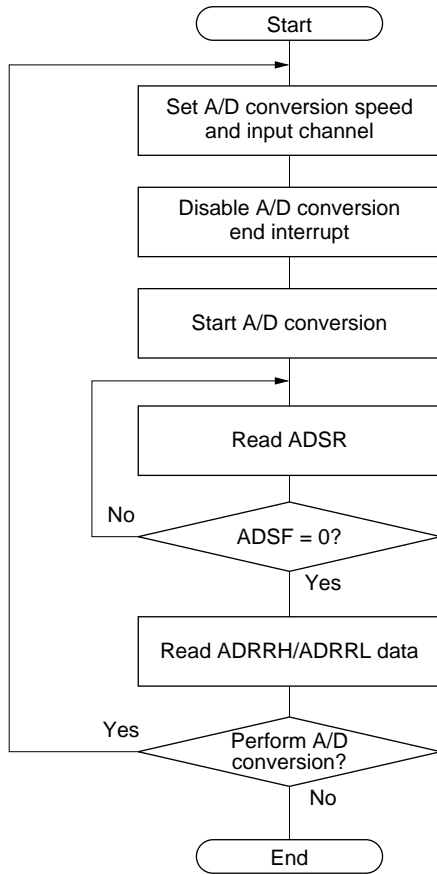 Start
Set A/D conversion speed
and input channel
Disable A/D conversion
end interrupt
Start A/D conversion
Read ADSR
No
ADSF = 0?
Yes
Read ADRRH/ADRRL data
Yes
Perform A/D
conversion?
No
End